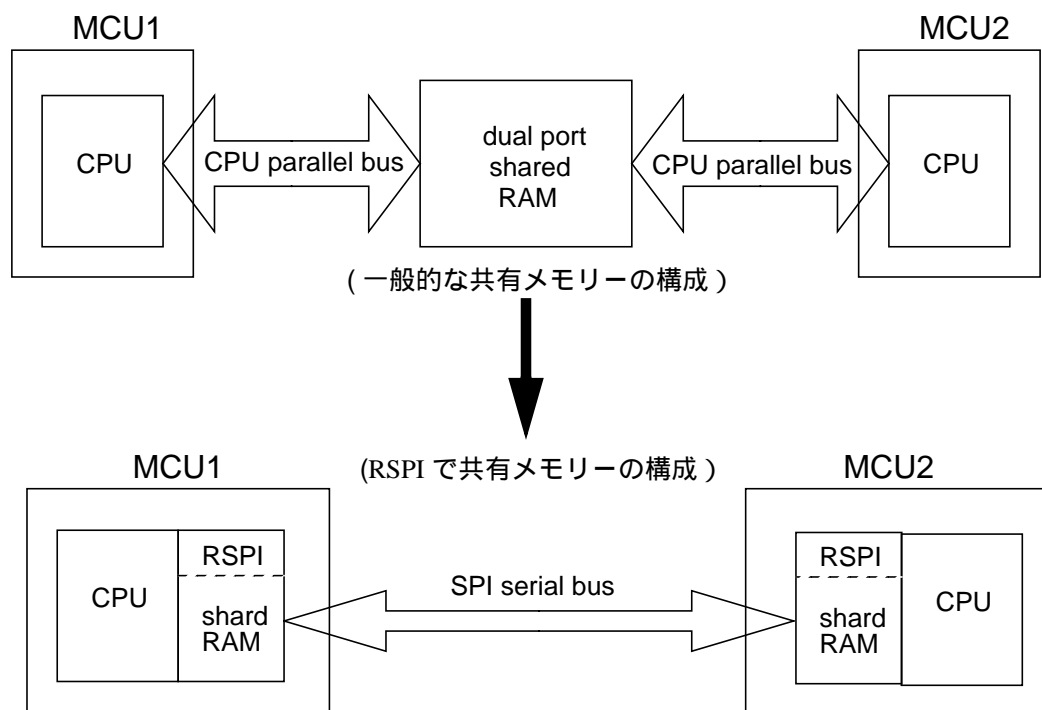 MCU1
MCU2
CPU
CPU parallel bus
dual port
shared
RAM
CPU parallel bus
CPU
( 一般的な共有メモリーの構成 )
(RSPI で共有メモリーの構成 )
MCU1
MCU2
CPU
RSPI
shard
RAM
SPI serial bus
RSPI
shard
RAM
CPU